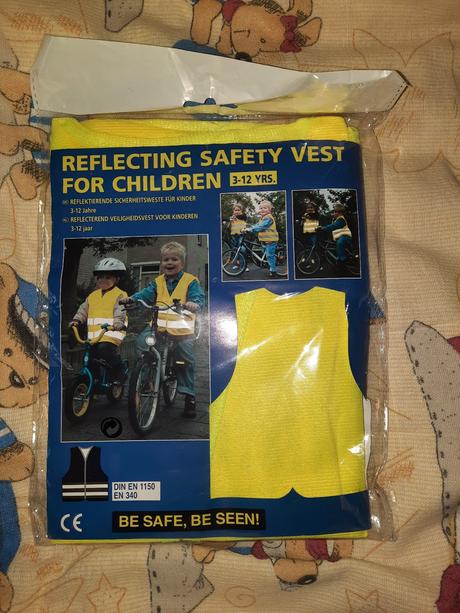 REFLECTING SAFETY VEST
FOR CHILDREN 3-12 YRS.
REFLEKTIERENDE SICHERHEITSWESTE FÜR KINDER
3-12 Jahre
REFLECTEREND VEILIGHEIDSVEST VOOR KINDEREN
3-12 jaar
DIN EN 1150
EN 340
CE
BE SAFE, BE SEEN!